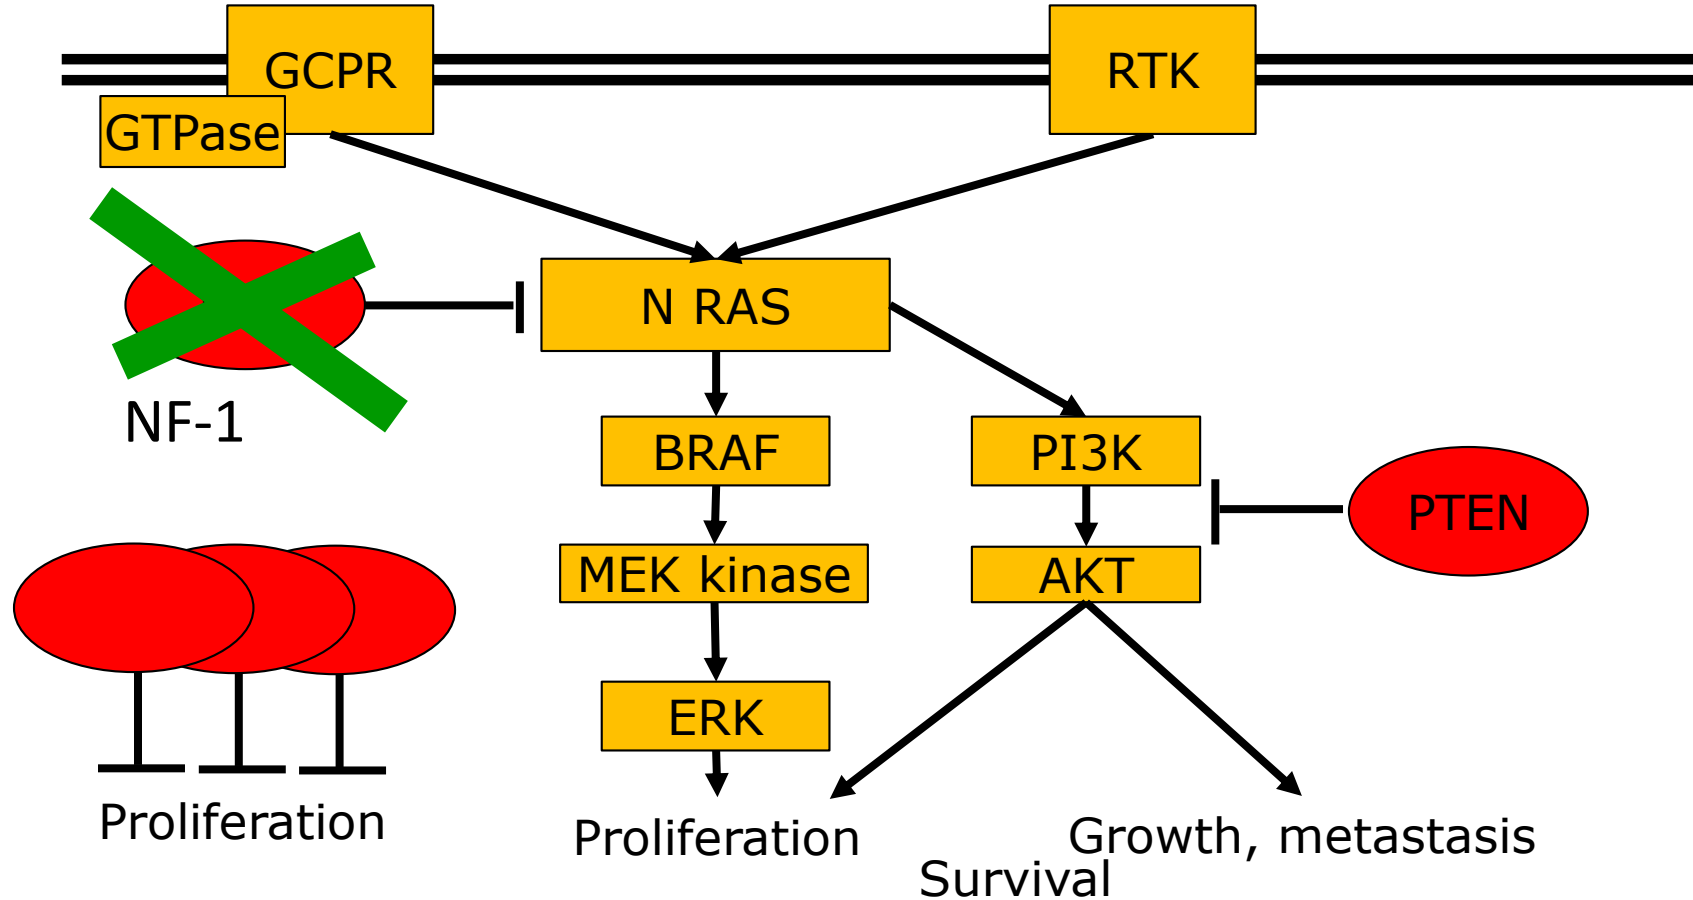 GCPR
RTK
GTPase
N RAS
NF-1
BRAF
PI3K
PTEN
MEK kinase
AKT
ERK
Proliferation
Proliferation
Growth, metastasis
Survival